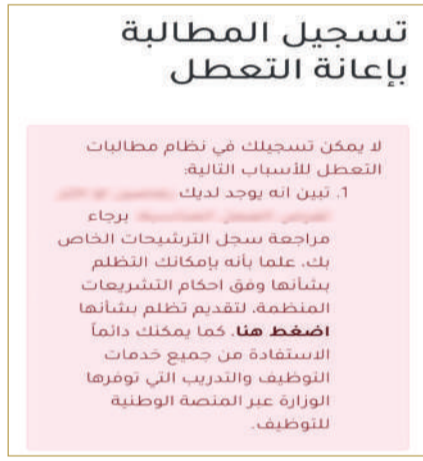 تسجيل المطالبة
بإعانة التعطل
لا يمكن تسجيلك في نظام مطالبات
التعطل للأسباب التالية:
1. تبين انه يوجد لديك
برجاء
مراجعة سجل الترشيحات الخاص
بك. علما بأنه بإمكانك التظلم
بشأنها وفق احكام التشريعات
المنظمة. لتقديم تظلم بشأنها
اضغط هنا. كما يمكنك دائماً
الاستفادة من جميع خدمات
التوظيف والتدريب التي توفرها
الوزارة عبر المنصة الوطنية
للتوظيف.